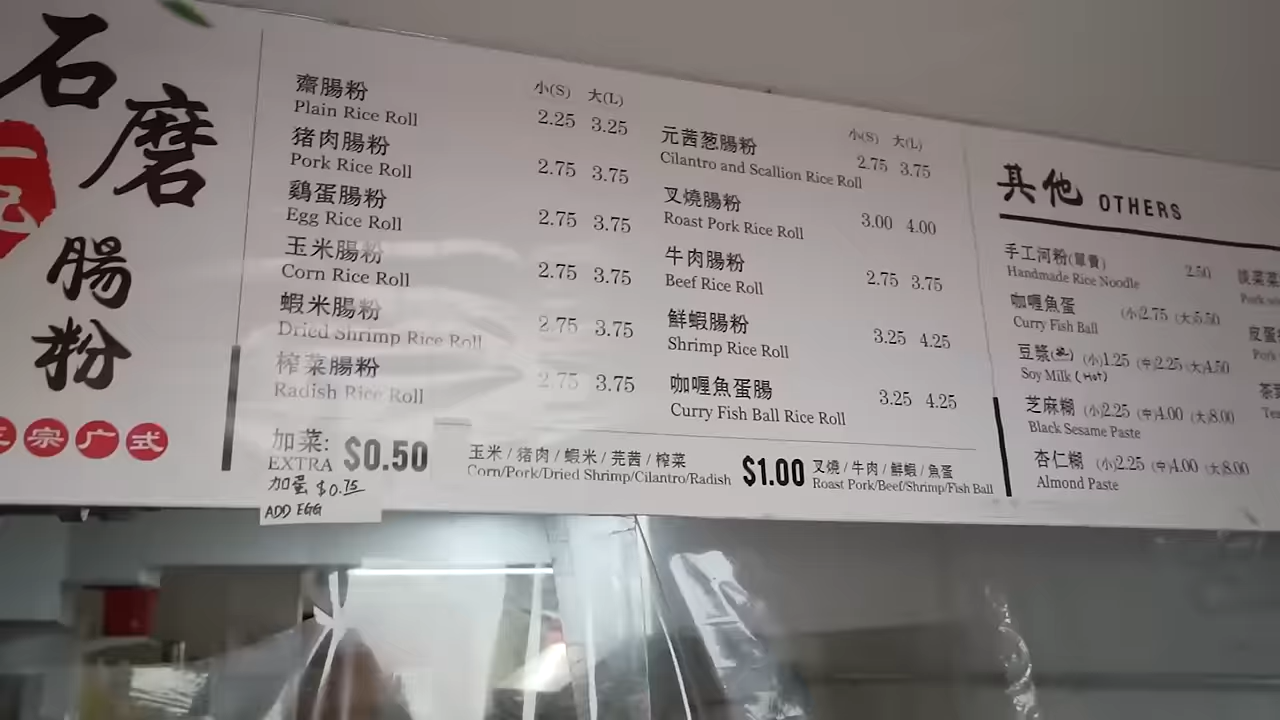 石磨
腸粉
宗广式
小(S) 大(L)
齋腸粉
Plain Rice Roll 2.25 3.25
猪肉腸粉
Pork Rice Roll 2.75 3.75
鷄蛋腸粉
Egg Rice Roll 2.75 3.75
玉米腸粉
Corn Rice Roll 2.75 3.75
蝦米腸粉
Dried Shrimp Rice Roll 2.75 3.75
榨菜腸粉
Radish Rice Roll 2.75 3.75
小(S) 大(L)
元茜葱腸粉 2.75 3.75
Cilantro and Scallion Rice Roll
叉燒腸粉 3.00 4.00
Roast Pork Rice Roll
牛肉腸粉 2.75 3.75
Beef Rice Roll
鮮蝦腸粉 3.25 4.25
Shrimp Rice Roll
咖喱魚蛋腸 3.25 4.25
Curry Fish Ball Rice Roll
加菜:
EXTRA $0.50
玉米/猪肉/蝦米/芫茜/榨菜
Corn/Pork/Dried Shrimp/Cilantro/Radish
$1.00 叉燒/牛肉/鮮蝦/魚蛋
Roast Pork/Beef/Shrimp/Fish Ball
加蛋 $0.75
ADD EGG
其他 OTHERS
手工河粉(單賣) 2.50
Handmade Rice Noodle
咖喱魚蛋 (小)2.75 (大)5.50
Curry Fish Ball
豆漿(热) (小)1.25 (中)2.25 (大)4.50
Soy Milk (Hot)
芝麻糊 (小)2.25 (中)4.00 (大)8.00
Black Sesame Paste
杏仁糊 (小)2.25 (中)4.00 (大)8.00
Almond Paste
皮蛋
Pork